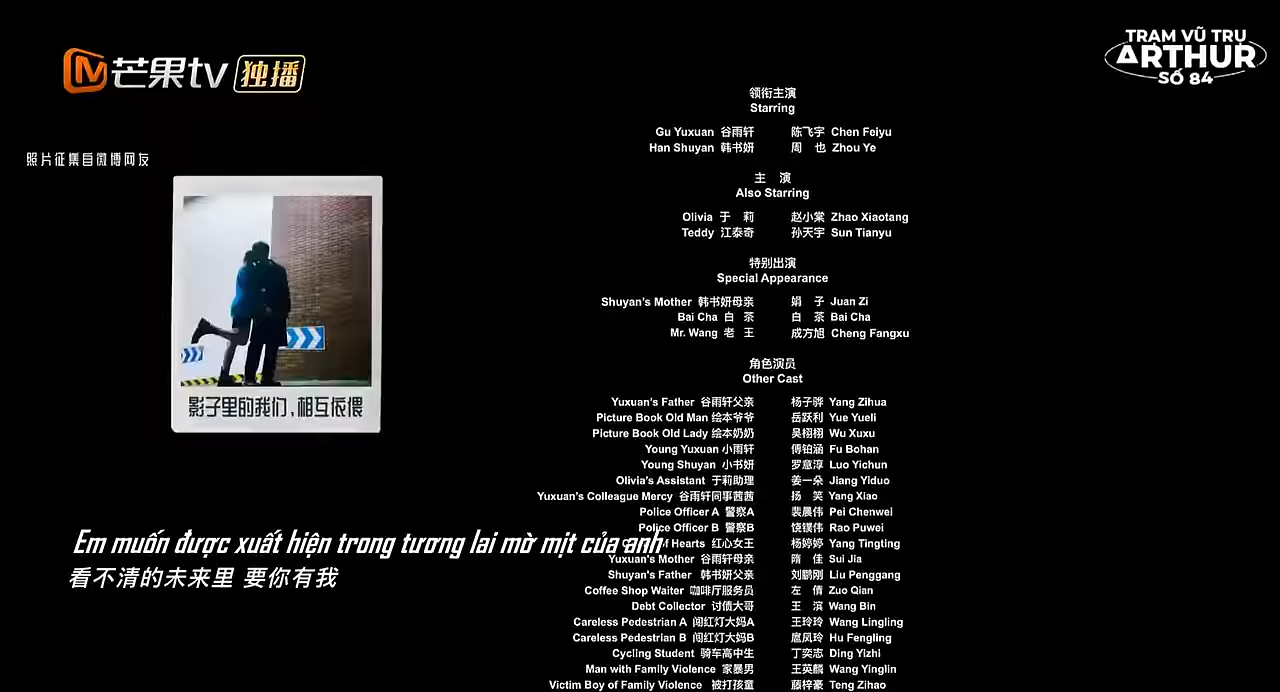 芒果tv 独播
TRẠM VŨ TRỤ
ARTHUR
SỐ 84
照片征集自微博网友
影子里的我们,相互依偎
领衔主演
Starring
Gu Yuxuan 谷雨轩 陈飞宇 Chen Feiyu
Han Shuyan 韩书妍 周 也 Zhou Ye
主 演
Also Starring
Olivia 于 莉 赵小棠 Zhao Xiaotang
Teddy 江泰奇 孙天宇 Sun Tianyu
特别出演
Special Appearance
Shuyan's Mother 韩书妍母亲 娟 子 Juan Zi
Bai Cha 白 茶 白 茶 Bai Cha
Mr. Wang 老 王 成方旭 Cheng Fangxu
角色演员
Other Cast
Yuxuan's Father 谷雨轩父亲 杨子骅 Yang Zihua
Picture Book Old Man 绘本爷爷 岳跃利 Yue Yueli
Picture Book Old Lady 绘本奶奶 吴栩栩 Wu Xuxu
Young Yuxuan 小雨轩 傅铂涵 Fu Bohan
Young Shuyan 小书妍 罗意淳 Luo Yichun
Olivia's Assistant 于莉助理 姜一朵 Jiang Yiduo
Yuxuan's Colleague Mercy 谷雨轩同事茜茜 扬 笑 Yang Xiao
Police Officer A 警察A 裴晨伟 Pei Chenwei
Police Officer B 警察B 饶镤伟 Rao Puwei
of Hearts 红心女王 杨婷婷 Yang Tingting
Yuxuan's Mother 谷雨轩母亲 隋 佳 Sui Jia
Shuyan's Father 韩书妍父亲 刘鹏刚 Liu Penggang
Coffee Shop Waiter 咖啡厅服务员 左 倩 Zuo Qian
Debt Collector 讨债大哥 王 滨 Wang Bin
Careless Pedestrian A 闯红灯大妈A 王玲玲 Wang Lingling
Careless Pedestrian B 闯红灯大妈B 扈凤玲 Hu Fengling
Cycling Student 骑车高中生 丁奕志 Ding Yizhi
Man with Family Violence 家暴男 王英麟 Wang Yinglin
Victim Boy of Family Violence 被打孩童 藤梓豪 Teng Zihao
Em muốn được xuất hiện trong tương lai mờ mịt của anh
看不清的未来里 要你有我